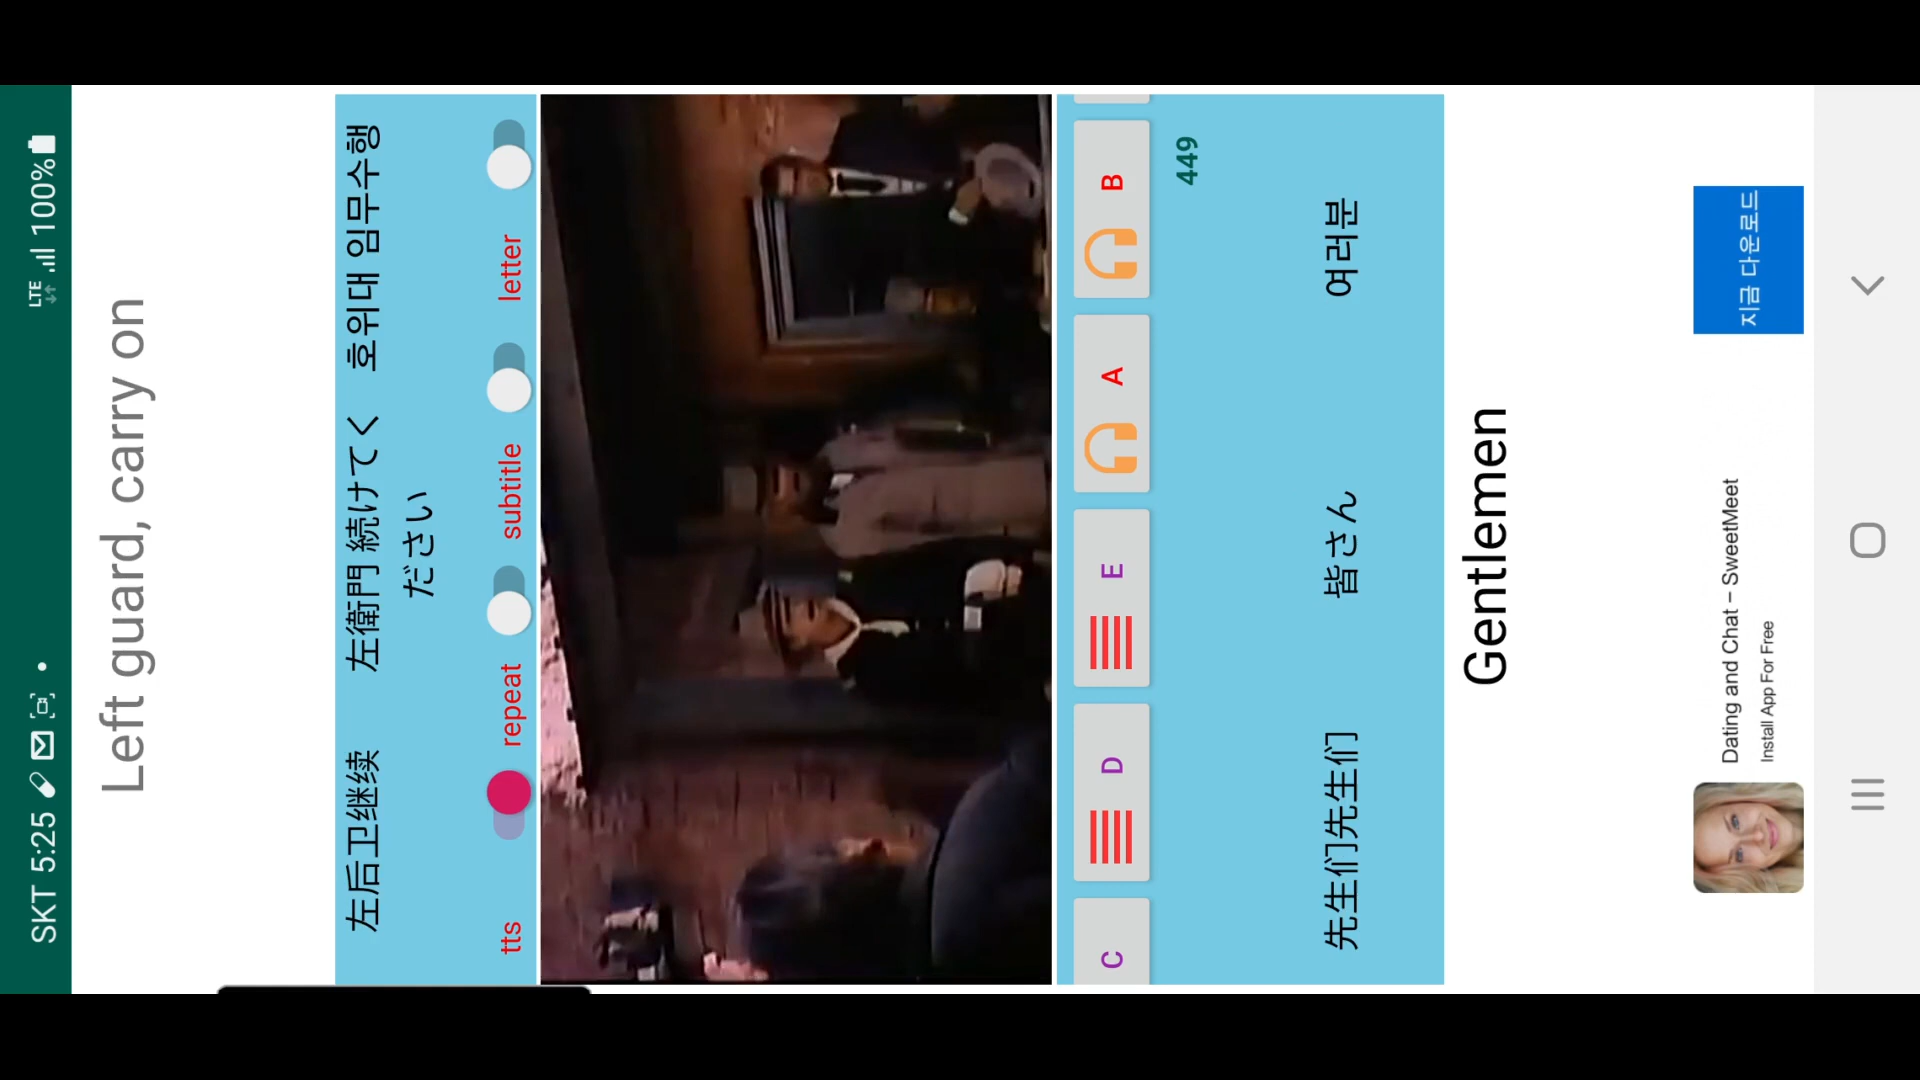 SKT 5:25 LTE 100%
Left guard, carry on
左后卫继续 左衛門 続けてく 호위대 임무수행
ださい
tts repeat subtitle letter
C D E A B
449
先生们先生们 皆さん 여러분
Gentlemen
Dating and Chat – SweetMeet
Install App For Free
지금 다운로드